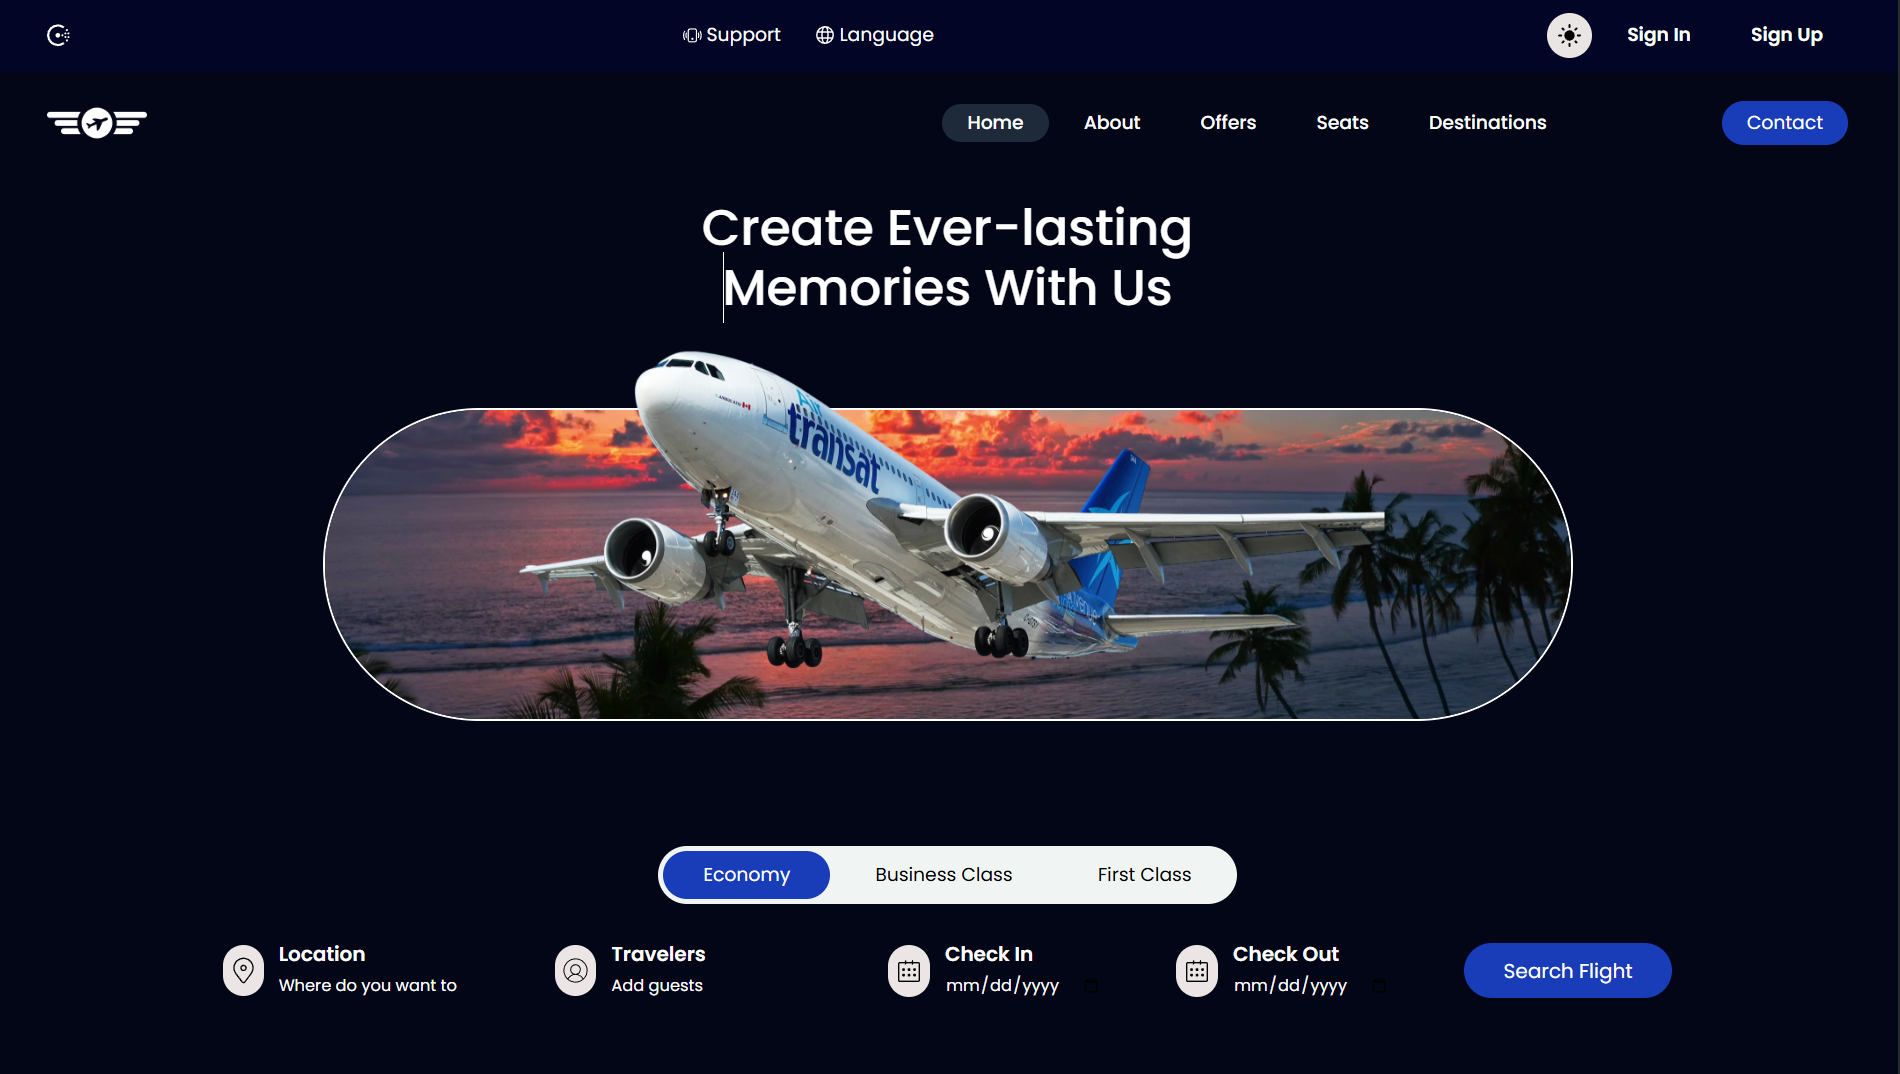 Support
Language
Sign In
Sign Up
Home
About
Offers
Seats
Destinations
Contact
Create Ever-lasting
Memories With Us
Air
transat
Economy
Business Class
First Class
Location
Where do you want to
Travelers
Add guests
Check In
mm/dd/yyyy
Check Out
mm/dd/yyyy
Search Flight